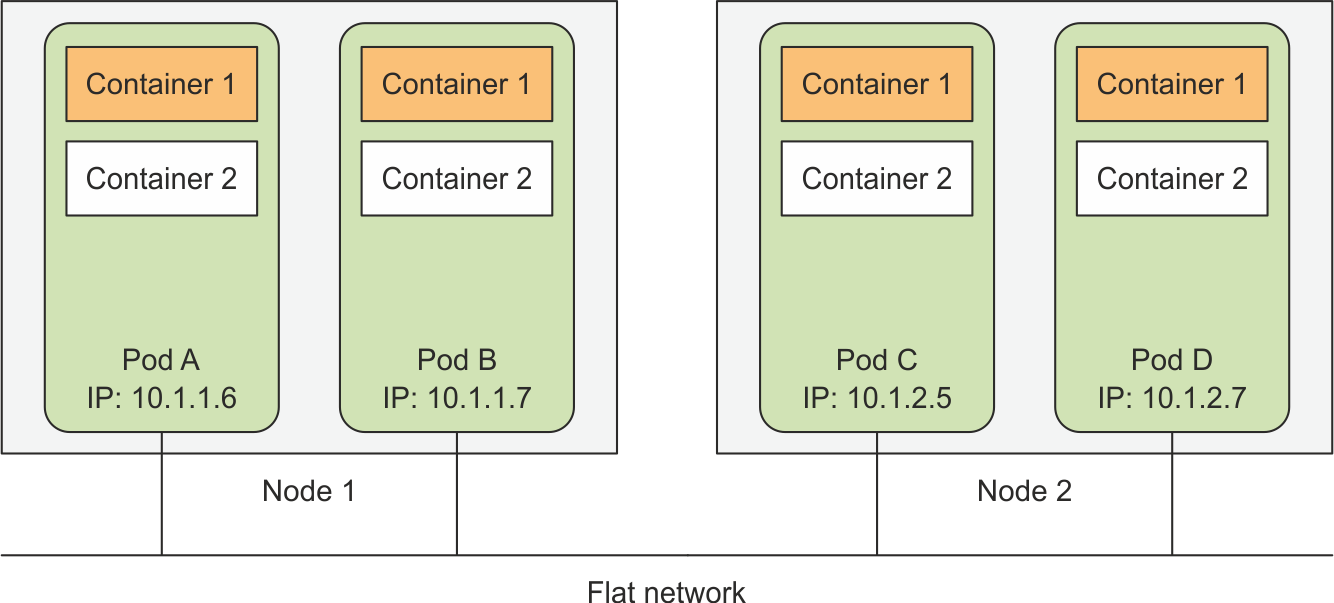 Container 1
Container 2
Pod A
IP: 10.1.1.6
Container 1
Container 2
Pod B
IP: 10.1.1.7
Node 1
Container 1
Container 2
Pod C
IP: 10.1.2.5
Container 1
Container 2
Pod D
IP: 10.1.2.7
Node 2
Flat network